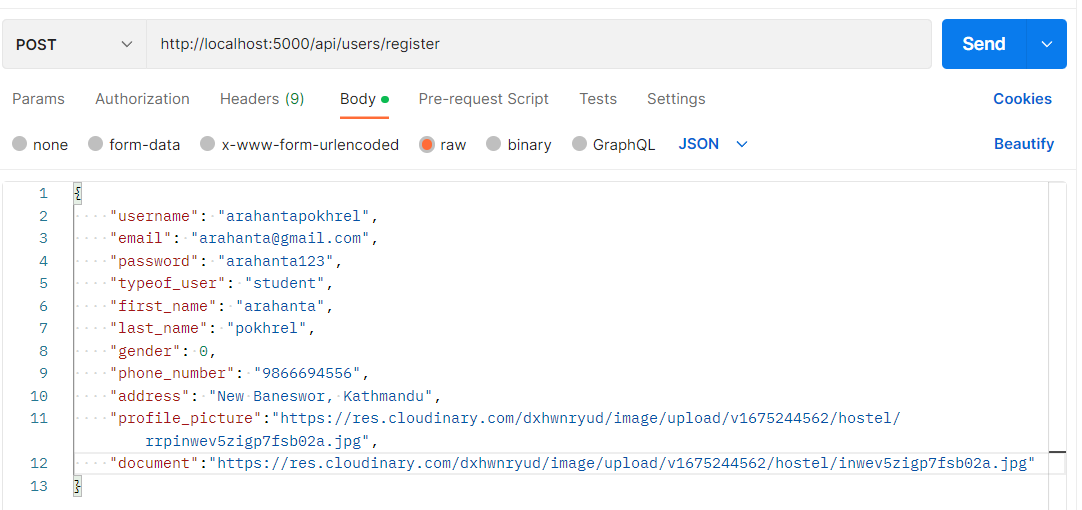 POST http://localhost:5000/api/users/register Send
Params Authorization Headers (9) Body Pre-request Script Tests Settings Cookies
none form-data x-www-form-urlencoded raw binary GraphQL JSON Beautify
1 {
2 "username": "arahantapokhrel",
3 "email": "arahanta@gmail.com",
4 "password": "arahanta123",
5 "typeof_user": "student",
6 "first_name": "arahanta",
7 "last_name": "pokhrel",
8 "gender": 0,
9 "phone_number": "9866694556",
10 "address": "New Baneswor, Kathmandu",
11 "profile_picture":"https://res.cloudinary.com/dxhwnryud/image/upload/v1675244562/hostel/
rrpinwev5zigp7fsb02a.jpg",
12 "document":"https://res.cloudinary.com/dxhwnryud/image/upload/v1675244562/hostel/inwev5zigp7fsb02a.jpg"
13 }